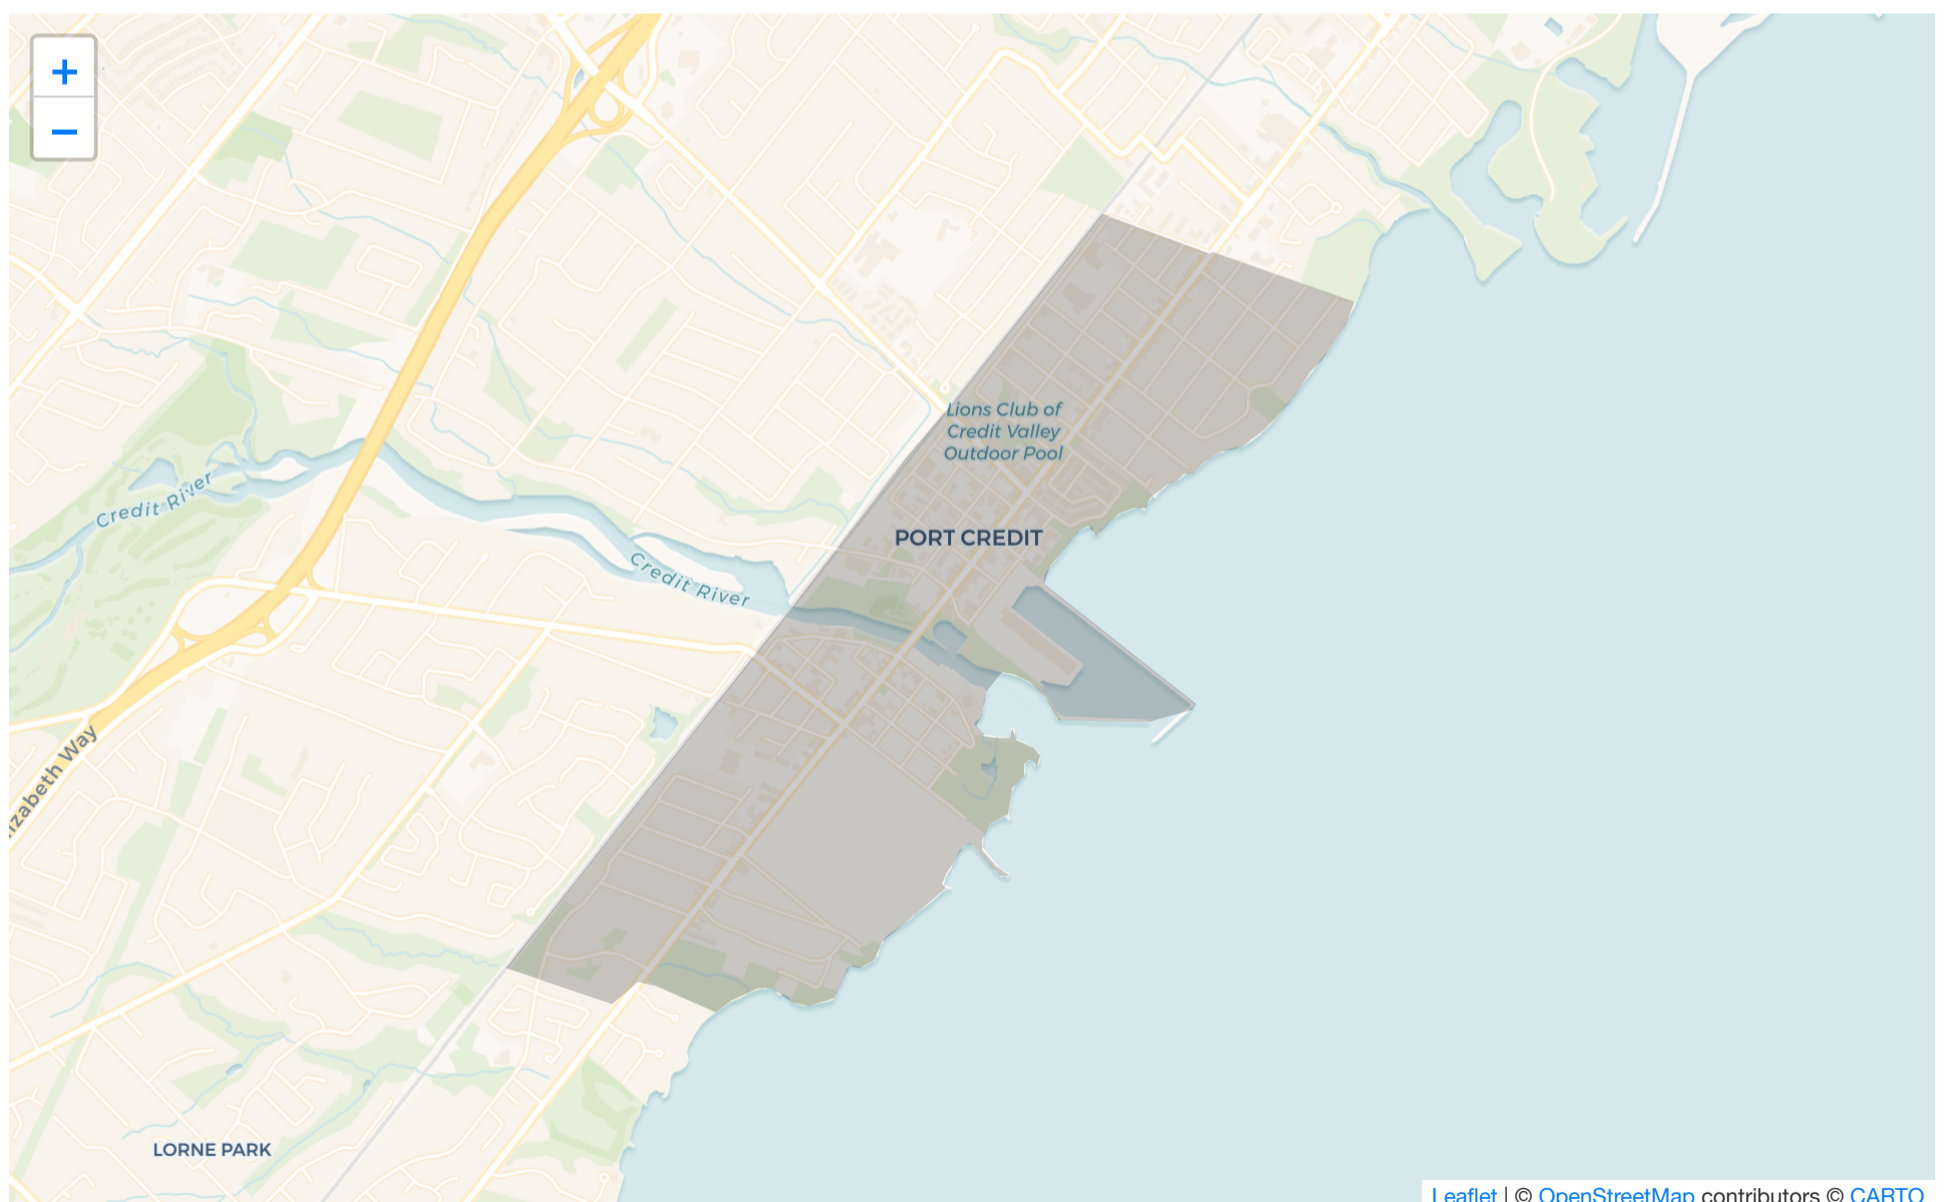 +
−
Lions Club of
Credit Valley
Outdoor Pool
Credit River
PORT CREDIT
Credit River
izabeth Way
LORNE PARK
Leaflet | © OpenStreetMap contributors © CARTO